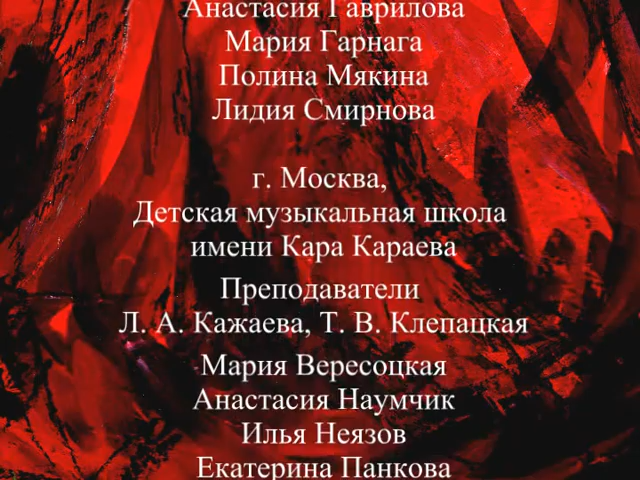 Анастасия Гаврилова
Мария Гарнага
Полина Мякина
Лидия Смирнова
г. Москва,
Детская музыкальная школа
имени Кара Караева
Преподаватели
Л. А. Кажаева, Т. В. Клепацкая
Мария Вересоцкая
Анастасия Наумчик
Илья Неязов
Екатерина Панкова